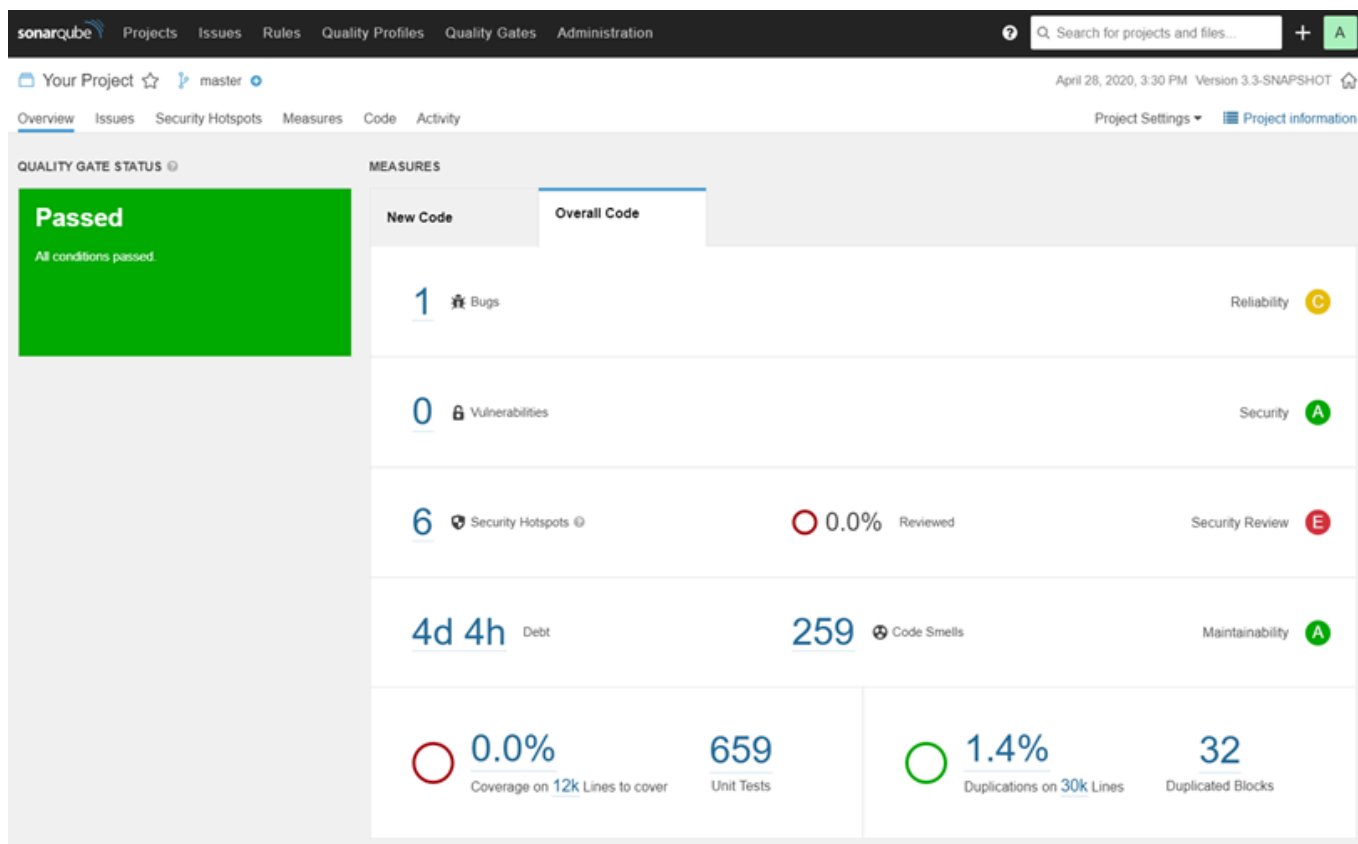 sonarqube Projects Issues Rules Quality Profiles Quality Gates Administration ? Search for projects and files... + A
Your Project master April 28, 2020, 3:30 PM Version 3.3-SNAPSHOT
Overview Issues Security Hotspots Measures Code Activity Project Settings Project information
QUALITY GATE STATUS ? MEASURES
Passed
All conditions passed.
New Code Overall Code
1 Bugs Reliability C
0 Vulnerabilities Security A
6 Security Hotspots ? 0.0% Reviewed Security Review E
4d 4h Debt 259 Code Smells Maintainability A
0.0% 659 1.4% 32
Coverage on 12k Lines to cover Unit Tests Duplications on 30k Lines Duplicated Blocks